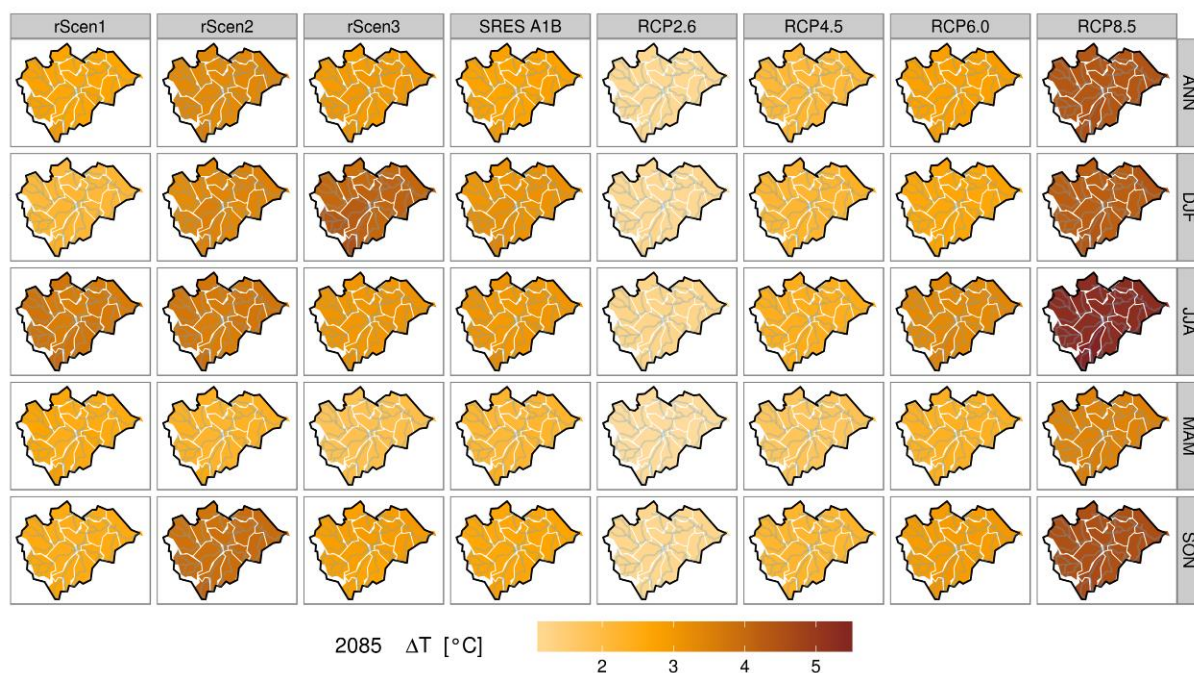 rScen1 rScen2 rScen3 SRES A1B RCP2.6 RCP4.5 RCP6.0 RCP8.5
ANN
DJF
JJA
MAM
SON
2085 ΔT [°C]
2 3 4 5